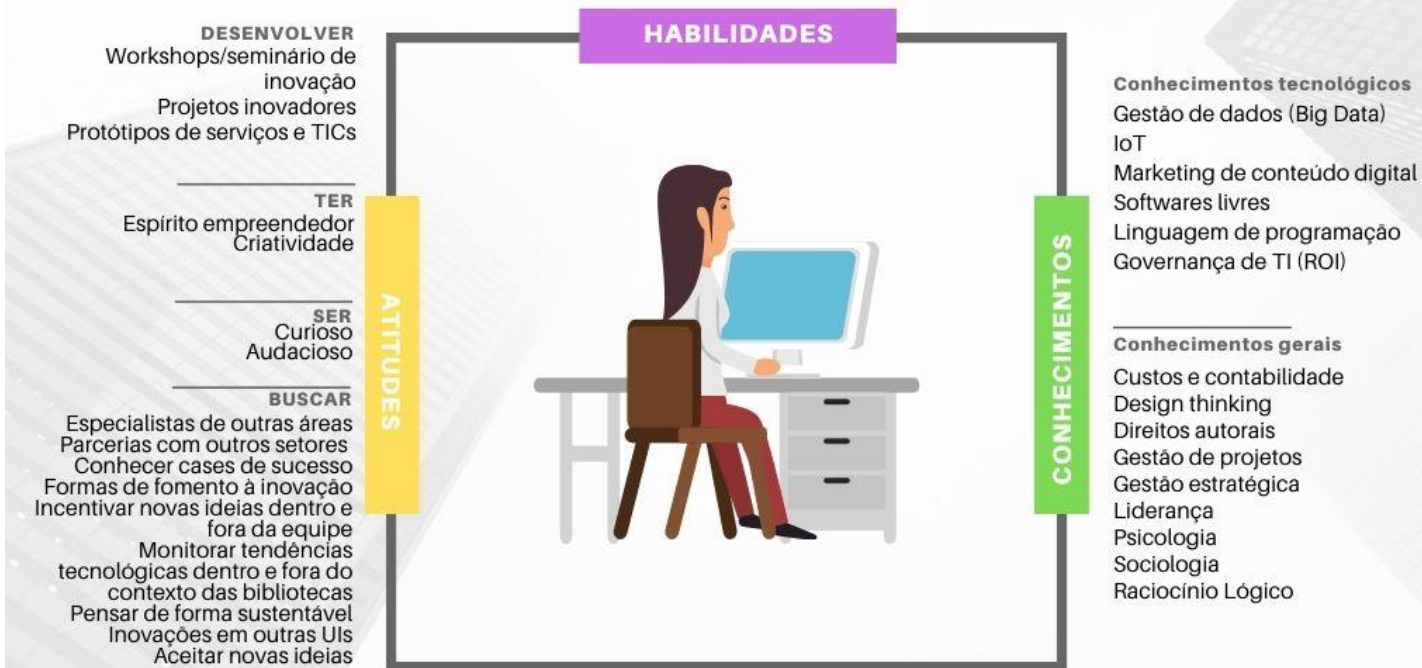 HABILIDADES
DESENVOLVER
Workshops/seminário de
inovação
Projetos inovadores
Protótipos de serviços e TICs
TER
Espírito empreendedor
Criatividade
SER
Curioso
Audacioso
BUSCAR
Especialistas de outras áreas
Parcerias com outros setores
Conhecer cases de sucesso
Formas de fomento à inovação
Incentivar novas ideias dentro e
fora da equipe
Monitorar tendências
tecnológicas dentro e fora do
contexto das bibliotecas
Pensar de forma sustentável
Inovações em outras UIs
Aceitar novas ideias
ATITUDES
CONHECIMENTOS
Conhecimentos tecnológicos
Gestão de dados (Big Data)
IoT
Marketing de conteúdo digital
Softwares livres
Linguagem de programação
Governança de TI (ROI)
Conhecimentos gerais
Custos e contabilidade
Design thinking
Direitos autorais
Gestão de projetos
Gestão estratégica
Liderança
Psicologia
Sociologia
Raciocínio Lógico